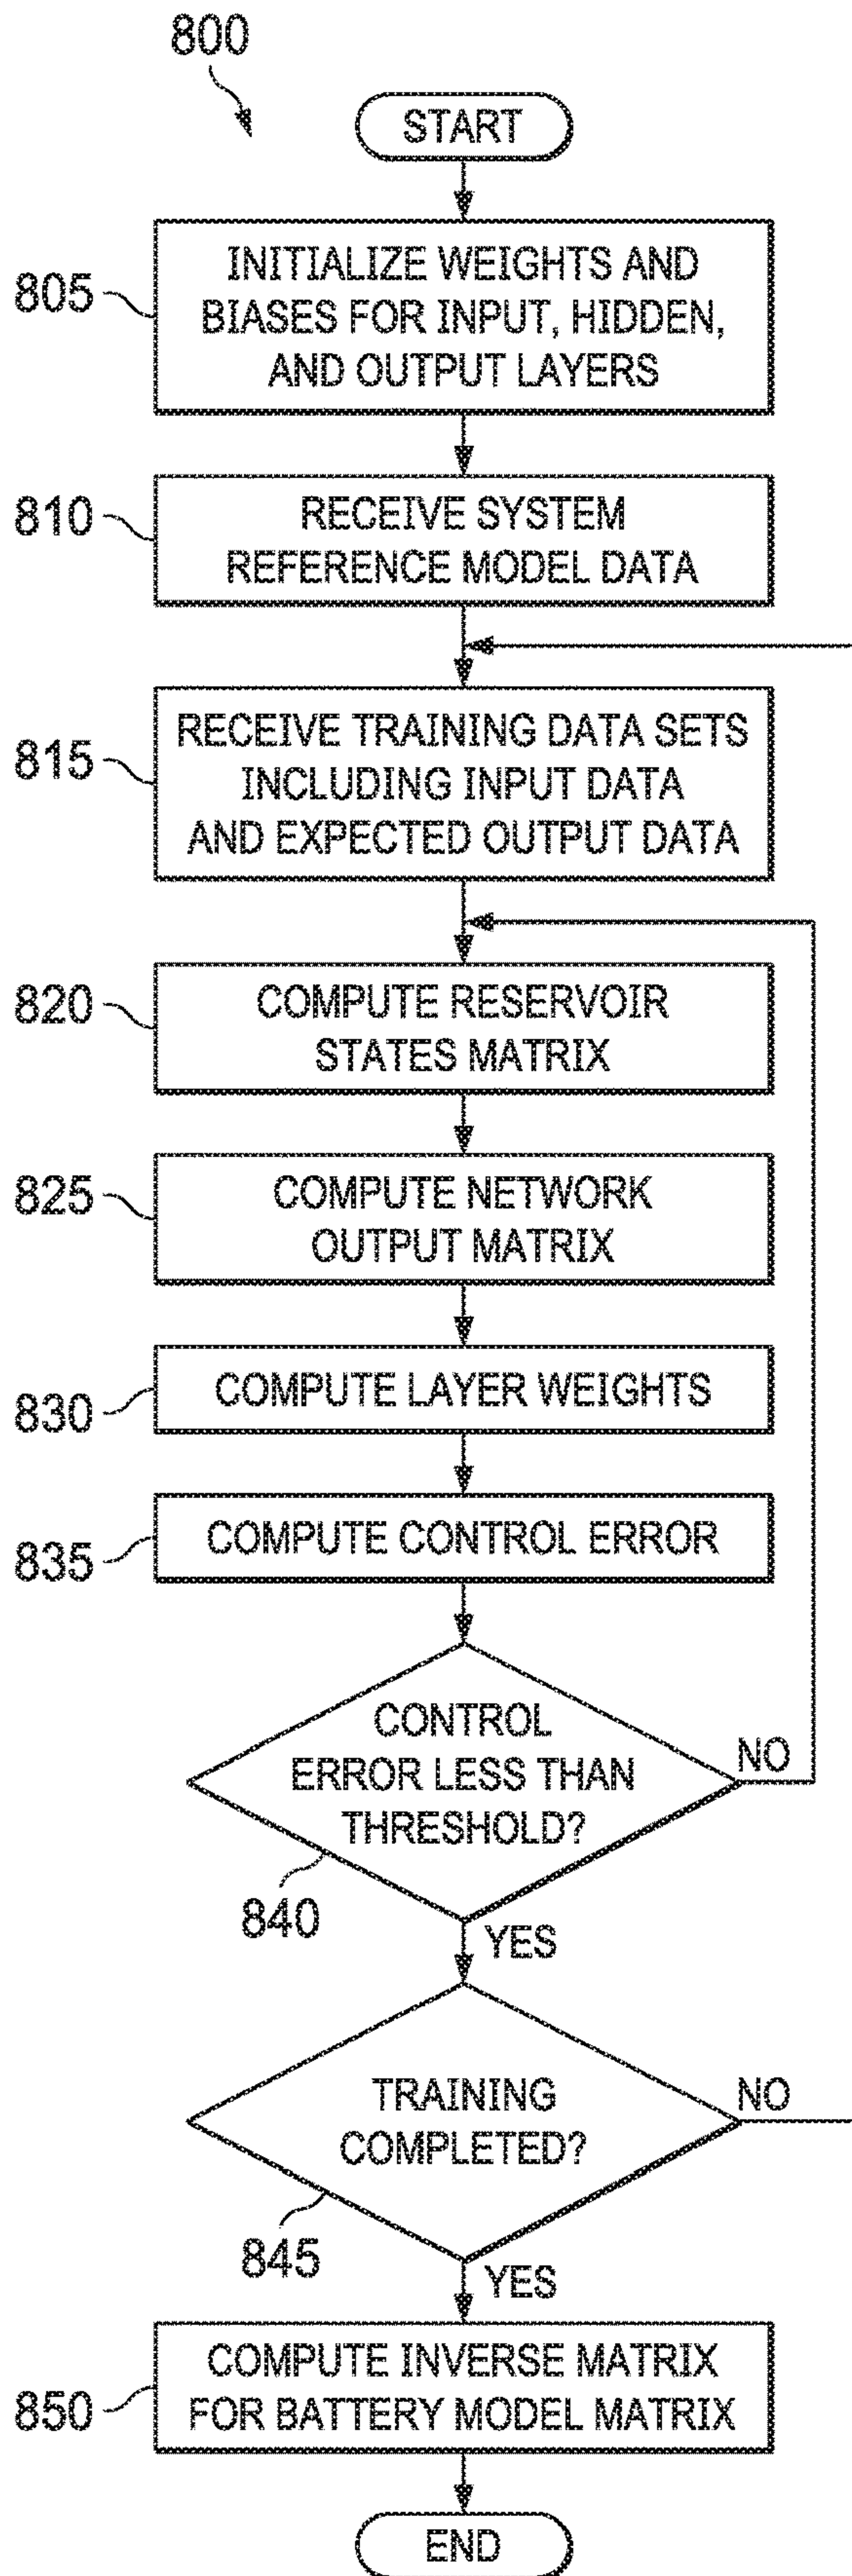 800
START
805
INITIALIZE WEIGHTS AND
BIASES FOR INPUT, HIDDEN,
AND OUTPUT LAYERS
810
RECEIVE SYSTEM
REFERENCE MODEL DATA
815
RECEIVE TRAINING DATA SETS
INCLUDING INPUT DATA
AND EXPECTED OUTPUT DATA
820
COMPUTE RESERVOIR
STATES MATRIX
825
COMPUTE NETWORK
OUTPUT MATRIX
830
COMPUTE LAYER WEIGHTS
835
COMPUTE CONTROL ERROR
CONTROL
ERROR LESS THAN
THRESHOLD?
NO
840
YES
TRAINING
COMPLETED?
NO
845
YES
850
COMPUTE INVERSE MATRIX
FOR BATTERY MODEL MATRIX
END